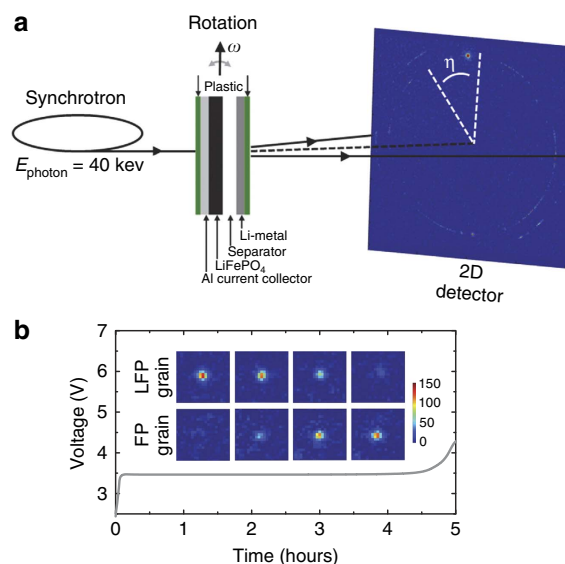 a
Rotation
ω
Plastic
η
Synchrotron
E photon = 40 kev
Li-metal
Separator
LiFePO4
Al current collector
2D
detector
b
7
6
5
4
3
Voltage (V)
LFP
grain
FP
grain
150
100
50
0
0 1 2 3 4 5
Time (hours)